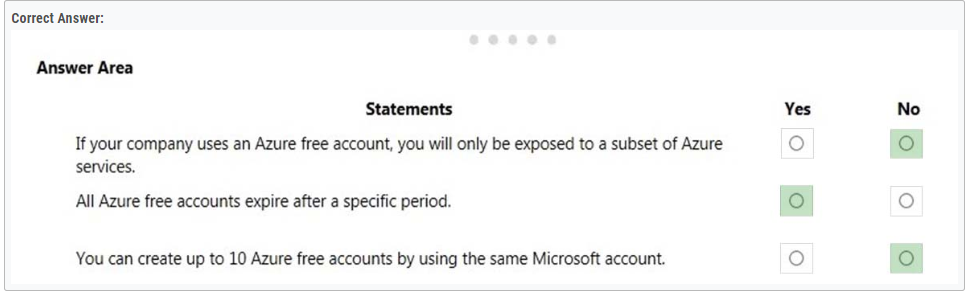 Correct Answer:
Answer Area
Statements Yes No
If your company uses an Azure free account, you will only be exposed to a subset of Azure
services.
All Azure free accounts expire after a specific period.
You can create up to 10 Azure free accounts by using the same Microsoft account.